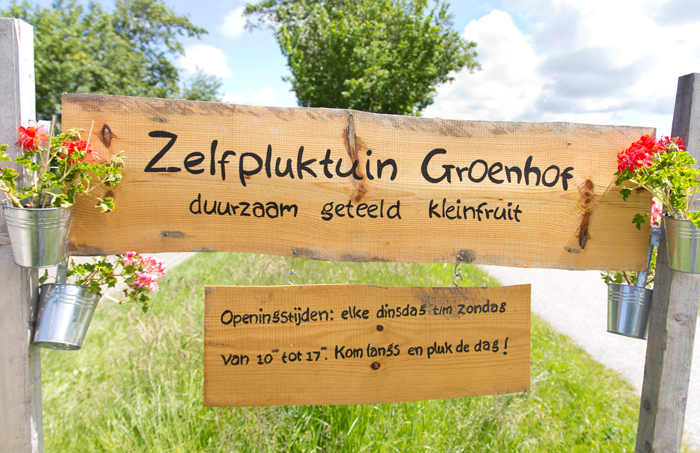 Zelfpluktuin Groenhof
duurzaam geteeld kleinfruit
Openingstijden: elke dinsdag t/m zondag
van 10⁰⁰ tot 17⁰⁰. Kom langs en pluk de dag!